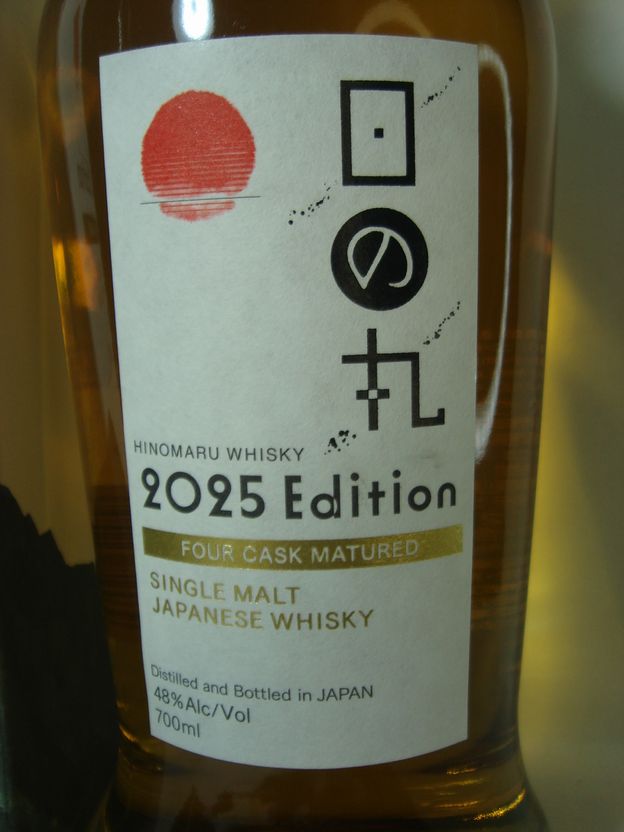 日の丸
HINOMARU WHISKY
2025 Edition
FOUR CASK MATURED
SINGLE MALT
JAPANESE WHISKY
Distilled and Bottled in JAPAN
48%Alc/Vol
700ml